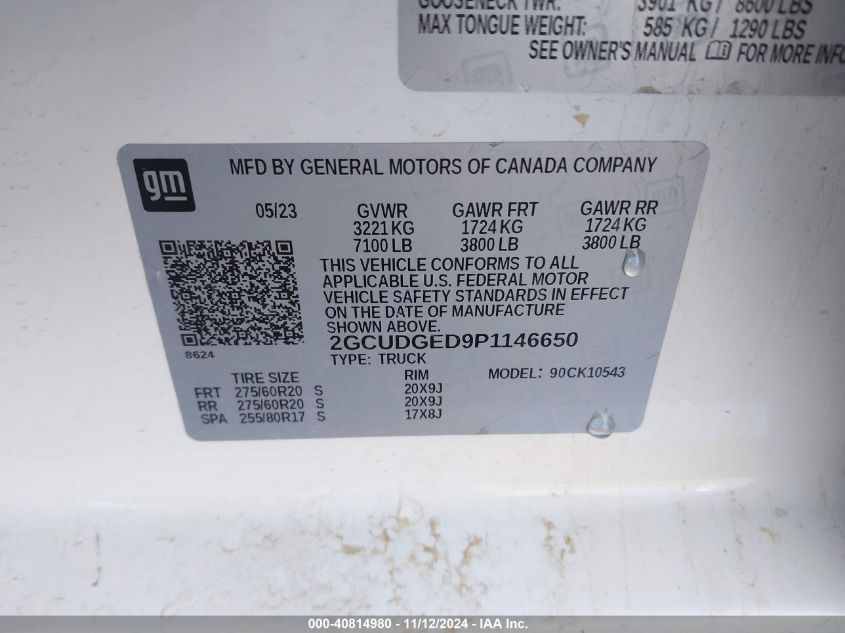 GOOSENECK TWR: 3901 KG / 8600 LBS
MAX TONGUE WEIGHT: 585 KG / 1290 LBS
SEE OWNER'S MANUAL FOR MORE INFO
gm
MFD BY GENERAL MOTORS OF CANADA COMPANY
05/23 GVWR GAWR FRT GAWR RR
3221 KG 1724 KG 1724 KG
7100 LB 3800 LB 3800 LB
THIS VEHICLE CONFORMS TO ALL
APPLICABLE U.S. FEDERAL MOTOR
VEHICLE SAFETY STANDARDS IN EFFECT
ON THE DATE OF MANUFACTURE
SHOWN ABOVE.
8624
2GCUDGED9P1146650
TYPE: TRUCK
TIRE SIZE RIM MODEL: 90CK10543
FRT 275/60R20 S 20X9J
RR 275/60R20 S 20X9J
SPA 255/80R17 S 17X8J
000-40814980 - 11/12/2024 - IAA Inc.